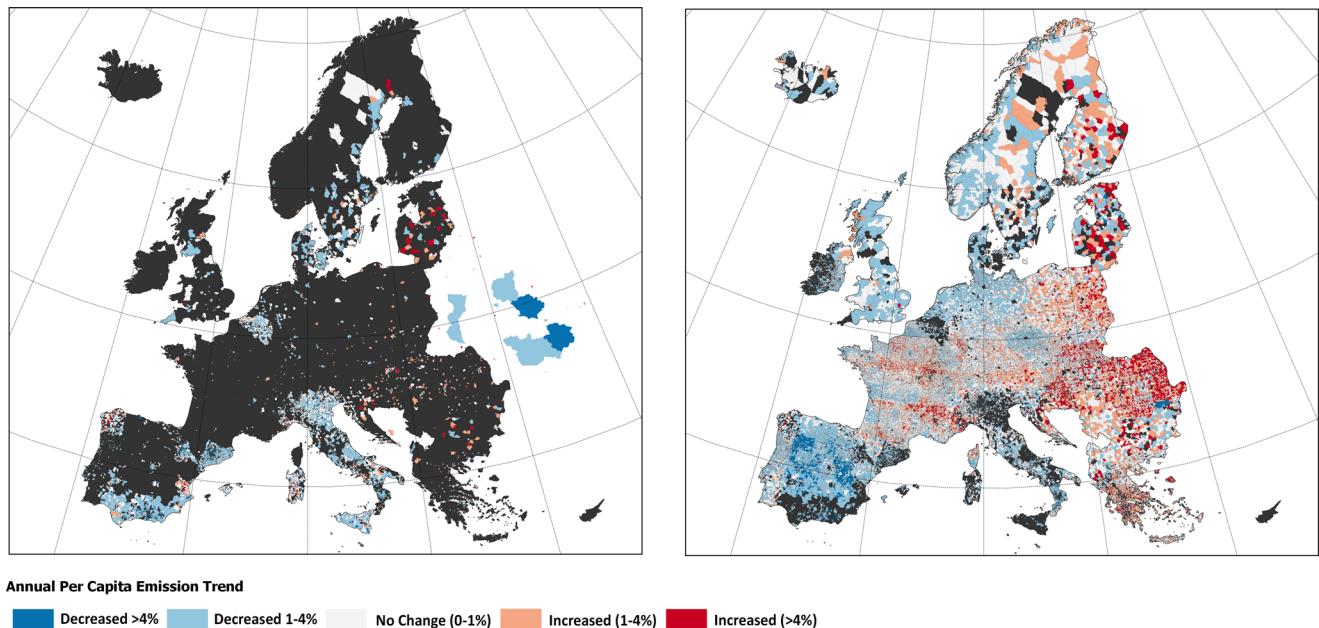 Annual Per Capita Emission Trend
Decreased >4% Decreased 1-4% No Change (0-1%) Increased (1-4%) Increased (>4%)